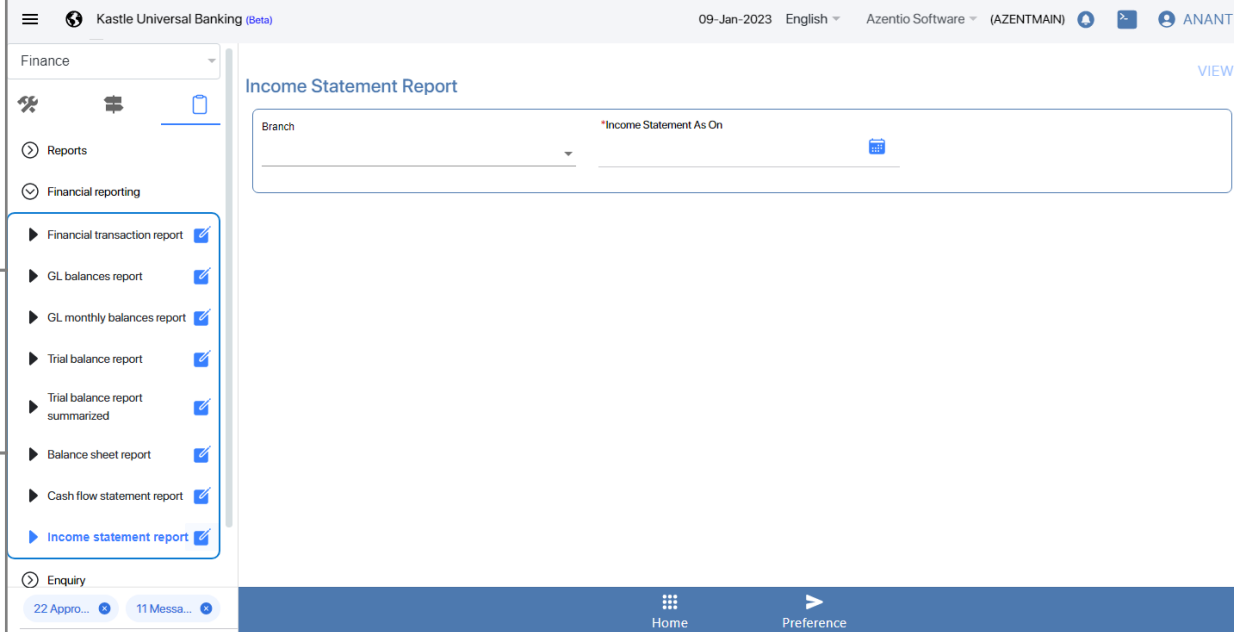 Kastle Universal Banking (Beta)
09-Jan-2023 English Azentio Software (AZENTMAIN) ANANT
Finance
VIEW
Income Statement Report
Branch
*Income Statement As On
Reports
Financial reporting
Financial transaction report
GL balances report
GL monthly balances report
Trial balance report
Trial balance report
summarized
Balance sheet report
Cash flow statement report
Income statement report
Enquiry
22 Appro... 11 Messa...
Home Preference